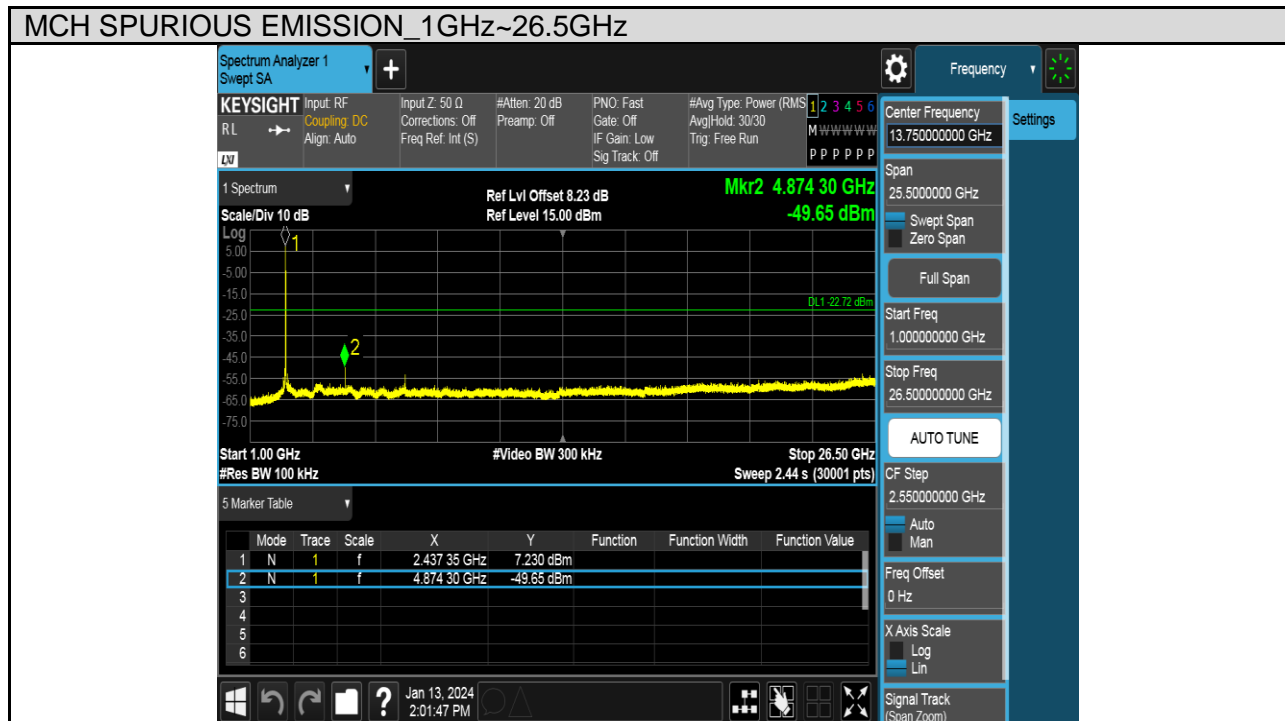 MCH SPURIOUS EMISSION_1GHz~26.5GHz
Spectrum Analyzer 1
Swept SA
+
Frequency
KEYSIGHT
RL
LXI
Input: RF
Coupling: DC
Align: Auto
Input Z: 50 Ω
Corrections: Off
Freq Ref: Int (S)
#Atten: 20 dB
Preamp: Off
PNO: Fast
Gate: Off
IF Gain: Low
Sig Track: Off
#Avg Type: Power (RMS
Avg|Hold: 30/30
Trig: Free Run
1 2 3 4 5 6
M W W W W W
P P P P P P
Center Frequency
13.750000000 GHz
Settings
Span
25.5000000 GHz
Swept Span
Zero Span
Full Span
Start Freq
1.000000000 GHz
Stop Freq
26.500000000 GHz
AUTO TUNE
CF Step
2.550000000 GHz
Auto
Man
Freq Offset
0 Hz
X Axis Scale
Log
Lin
Signal Track
(Span Zoom)
1 Spectrum
Scale/Div 10 dB
Ref Lvl Offset 8.23 dB
Ref Level 15.00 dBm
Mkr2 4.874 30 GHz
-49.65 dBm
Log
5.00
-5.00
-15.0
-25.0
-35.0
-45.0
-55.0
-65.0
-75.0
1
2
DL1 -22.72 dBm
Start 1.00 GHz #Video BW 300 kHz Stop 26.50 GHz
#Res BW 100 kHz Sweep 2.44 s (30001 pts)
5 Marker Table
Mode Trace Scale X Y Function Function Width Function Value
1 N 1 f 2.437 35 GHz 7.230 dBm
2 N 1 f 4.874 30 GHz -49.65 dBm
3
4
5
6
? Jan 13, 2024
2:01:47 PM